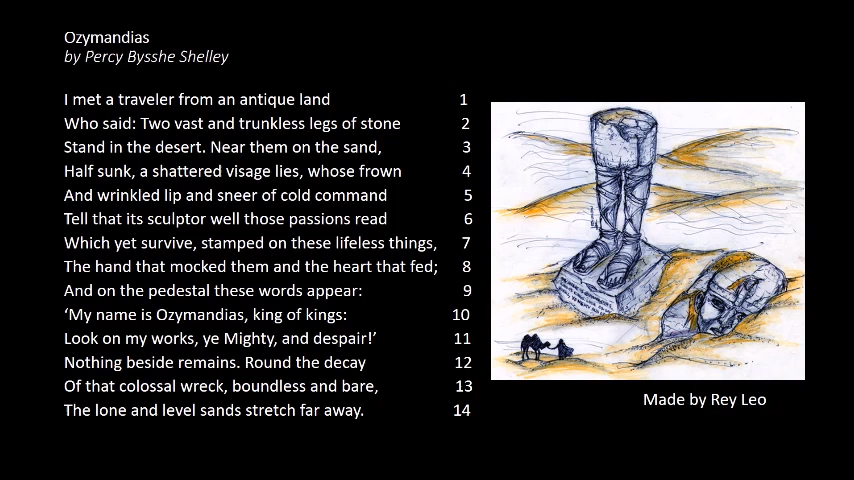 Ozymandias
by Percy Bysshe Shelley
I met a traveler from an antique land 1
Who said: Two vast and trunkless legs of stone 2
Stand in the desert. Near them on the sand, 3
Half sunk, a shattered visage lies, whose frown 4
And wrinkled lip and sneer of cold command 5
Tell that its sculptor well those passions read 6
Which yet survive, stamped on these lifeless things, 7
The hand that mocked them and the heart that fed; 8
And on the pedestal these words appear: 9
‘My name is Ozymandias, king of kings: 10
Look on my works, ye Mighty, and despair!’ 11
Nothing beside remains. Round the decay 12
Of that colossal wreck, boundless and bare, 13
The lone and level sands stretch far away. 14
Made by Rey Leo